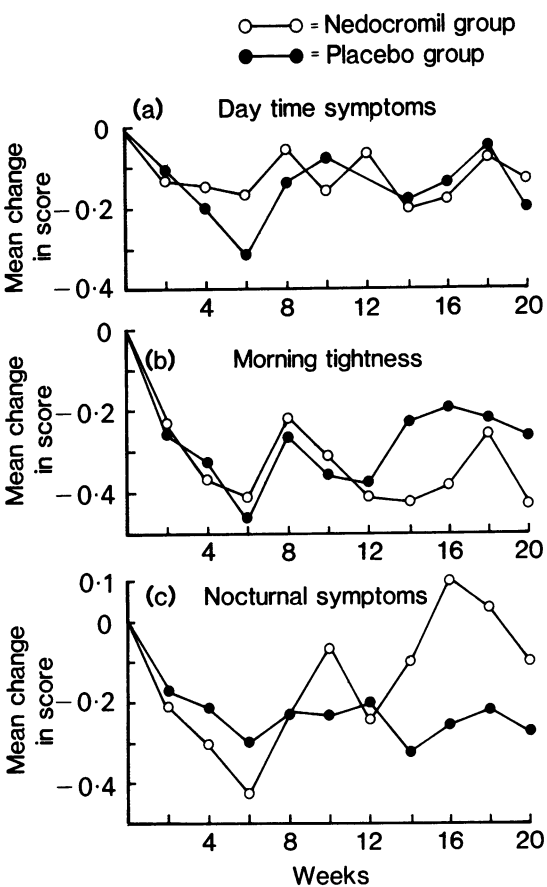 = Nedocromil group
= Placebo group
(a) Day time symptoms
0
−0·2
−0·4
Mean change
in score
4 8 12 16 20
(b) Morning tightness
0
−0·2
−0·4
Mean change
in score
4 8 12 16 20
(c) Nocturnal symptoms
0·1
0
−0·2
−0·4
Mean change
in score
4 8 12 16 20
Weeks